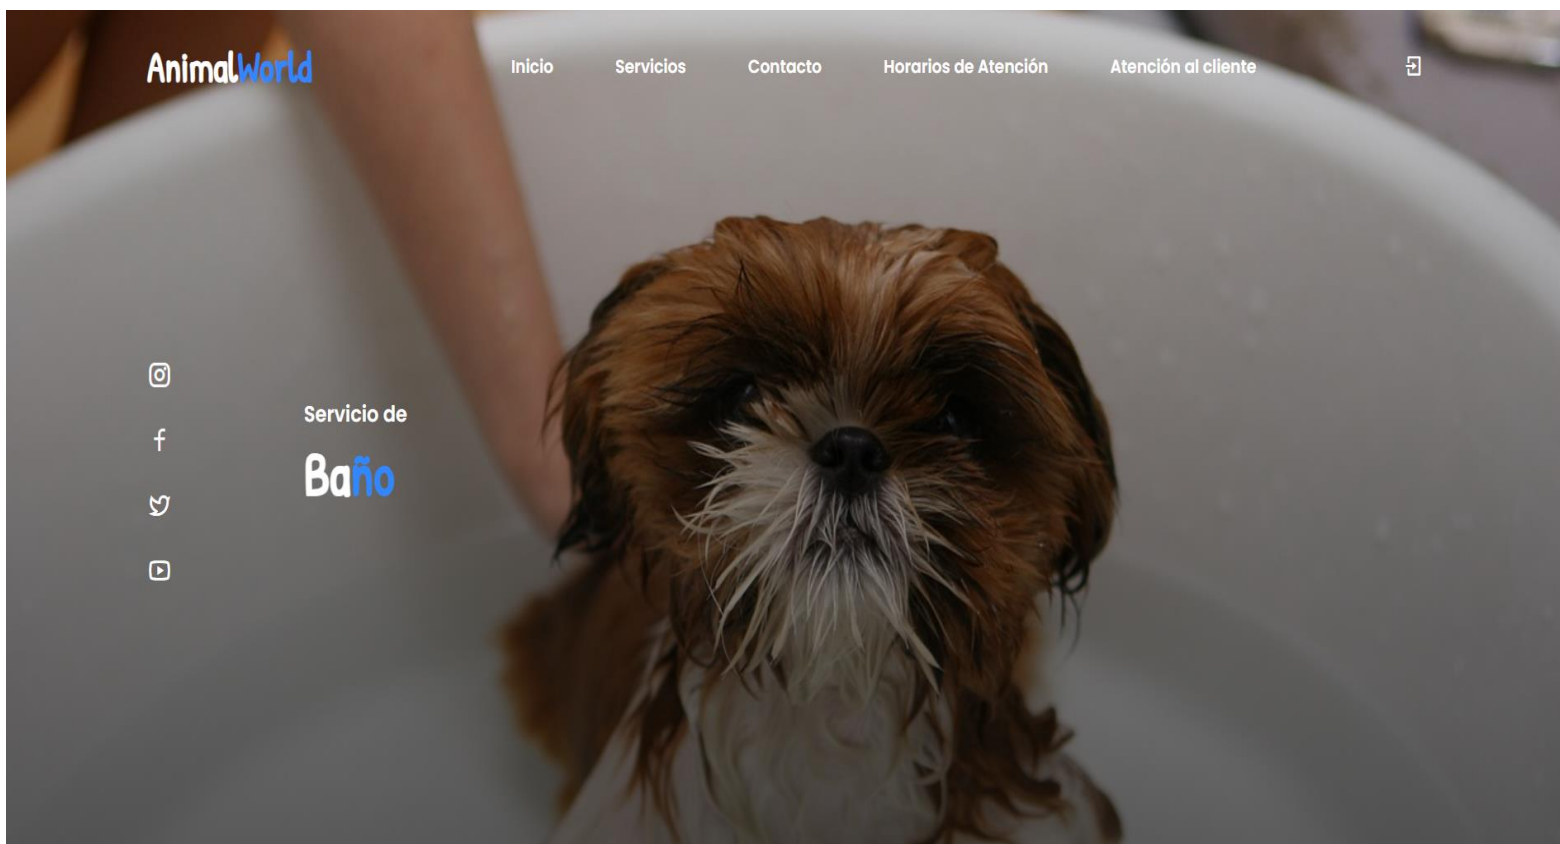 AnimalWorld
Inicio Servicios Contacto Horarios de Atención Atención al cliente
Servicio de
Baño